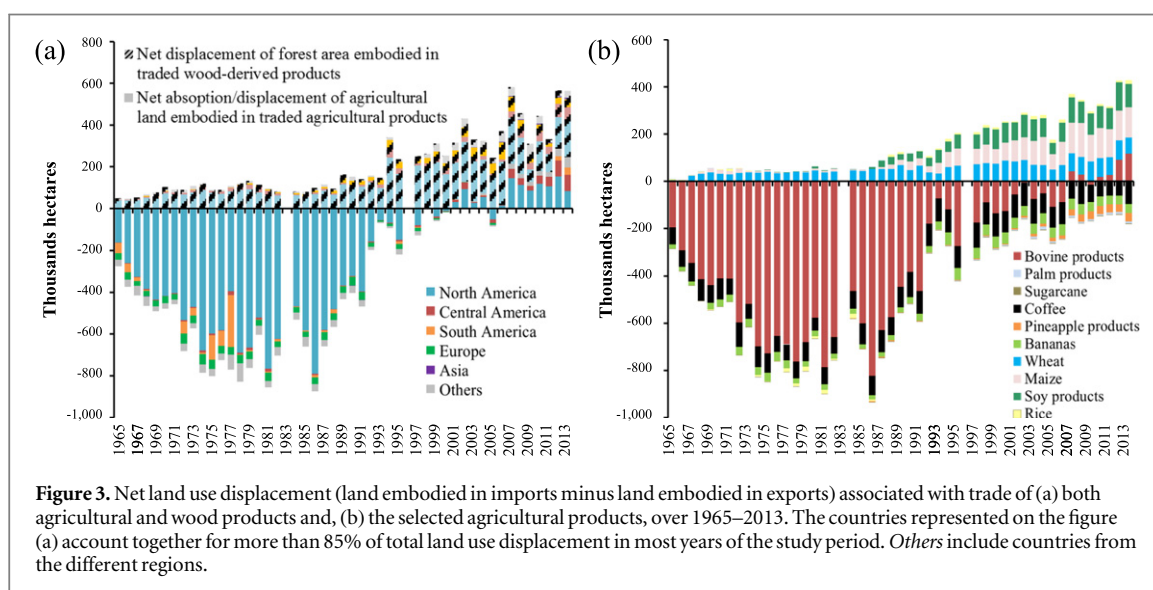 (a)
800
600
400
200
0
-200
-400
-600
-800
-1,000
Thousands hectares
Net displacement of forest area embodied in
traded wood-derived products
Net absoption/displacement of agricultural
land embodied in traded agricultural products
North America
Central America
South America
Europe
Asia
Others
1965
1967
1969
1971
1973
1975
1977
1979
1981
1983
1985
1987
1989
1991
1993
1995
1997
1999
2001
2003
2005
2007
2009
2011
2013
(b)
600
400
200
0
-200
-400
-600
-800
-1,000
Thousands hectares
Bovine products
Palm products
Sugarcane
Coffee
Pineapple products
Bananas
Wheat
Maize
Soy products
Rice
1965
1967
1969
1971
1973
1975
1977
1979
1981
1983
1985
1987
1989
1991
1993
1995
1997
1999
2001
2003
2005
2007
2009
2011
2013
Figure 3. Net land use displacement (land embodied in imports minus land embodied in exports) associated with trade of (a) both
agricultural and wood products and, (b) the selected agricultural products, over 1965–2013. The countries represented on the figure
(a) account together for more than 85% of total land use displacement in most years of the study period. Others include countries from
the different regions.